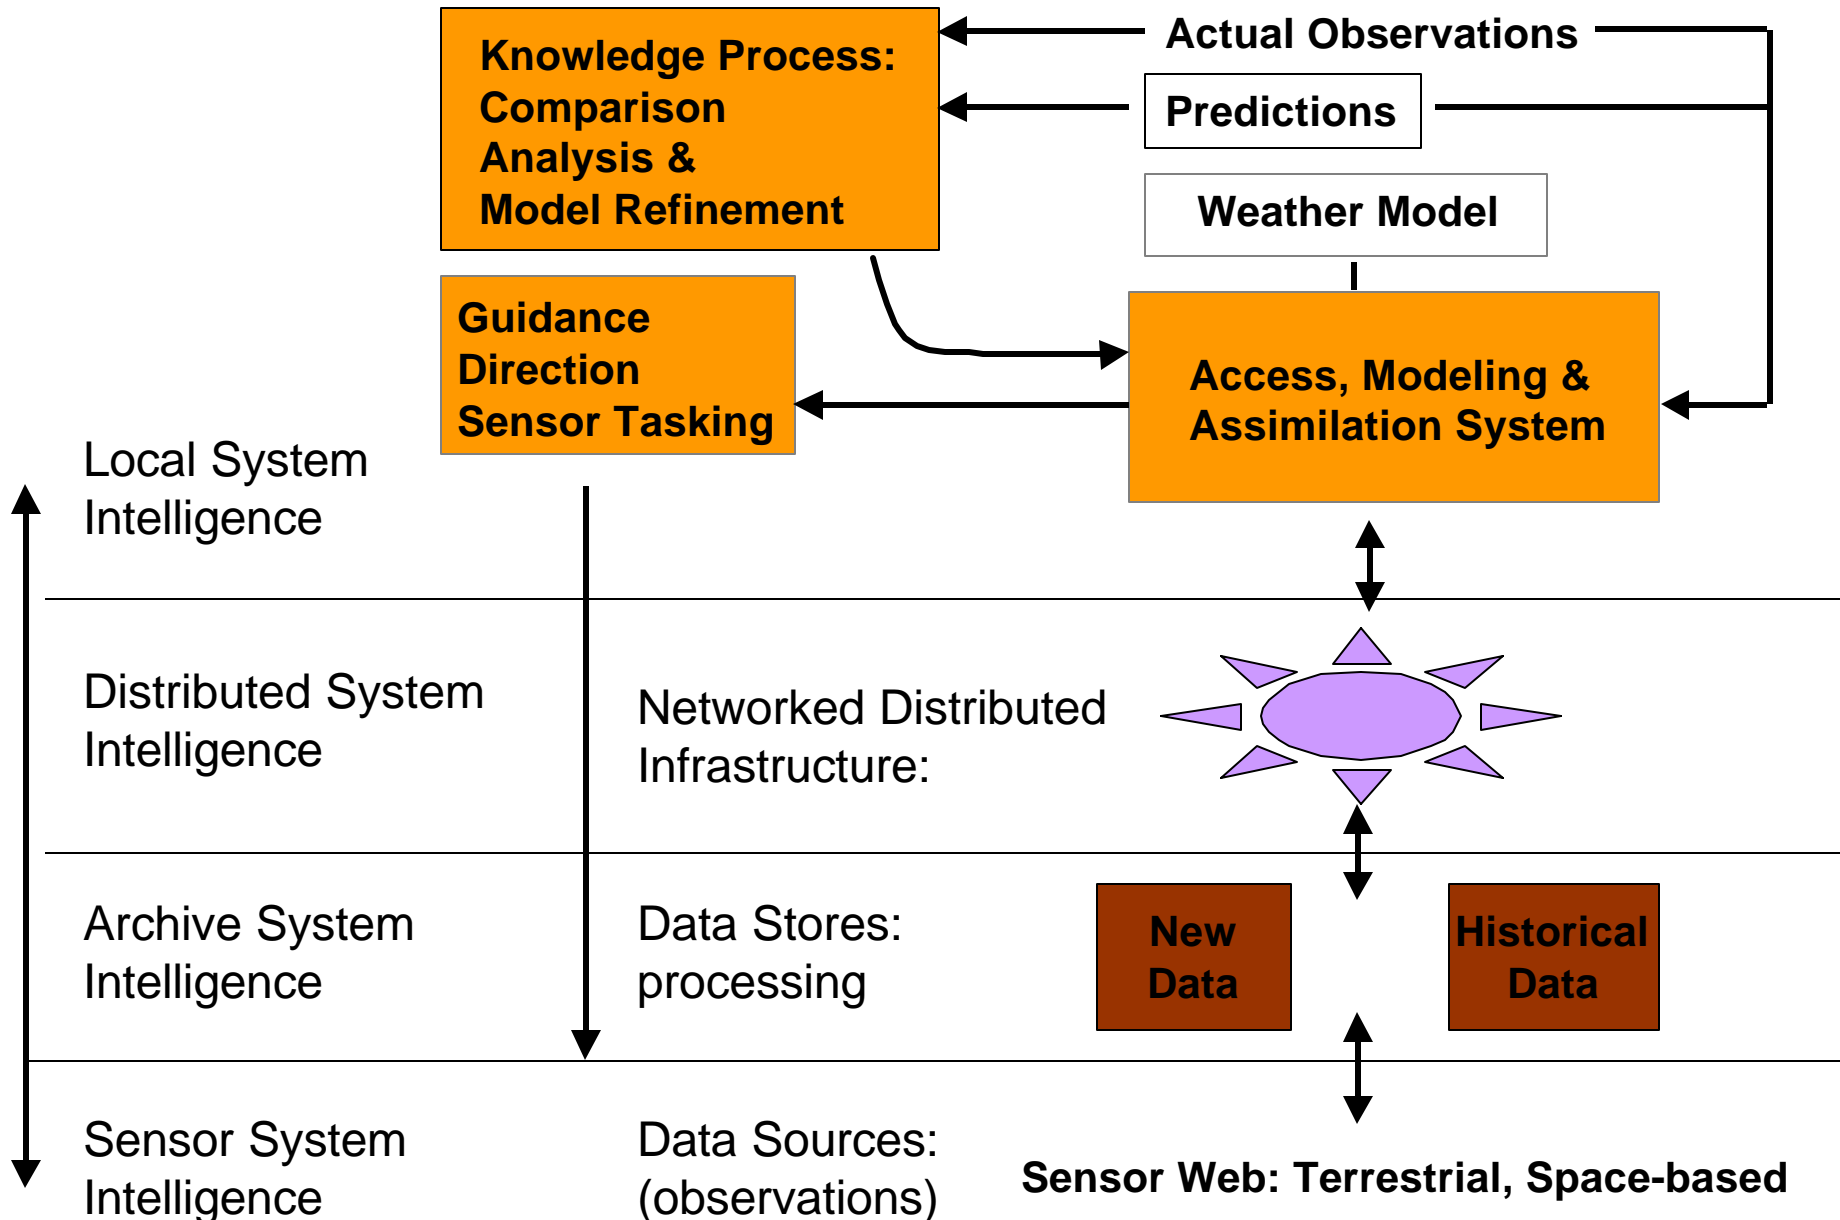 Knowledge Process:
Comparison
Analysis &
Model Refinement
Actual Observations
Predictions
Weather Model
Guidance
Direction
Sensor Tasking
Access, Modeling &
Assimilation System
Local System
Intelligence
Distributed System
Intelligence
Networked Distributed
Infrastructure:
Archive System
Intelligence
Data Stores:
processing
New
Data
Historical
Data
Sensor System
Intelligence
Data Sources:
(observations)
Sensor Web: Terrestrial, Space-based